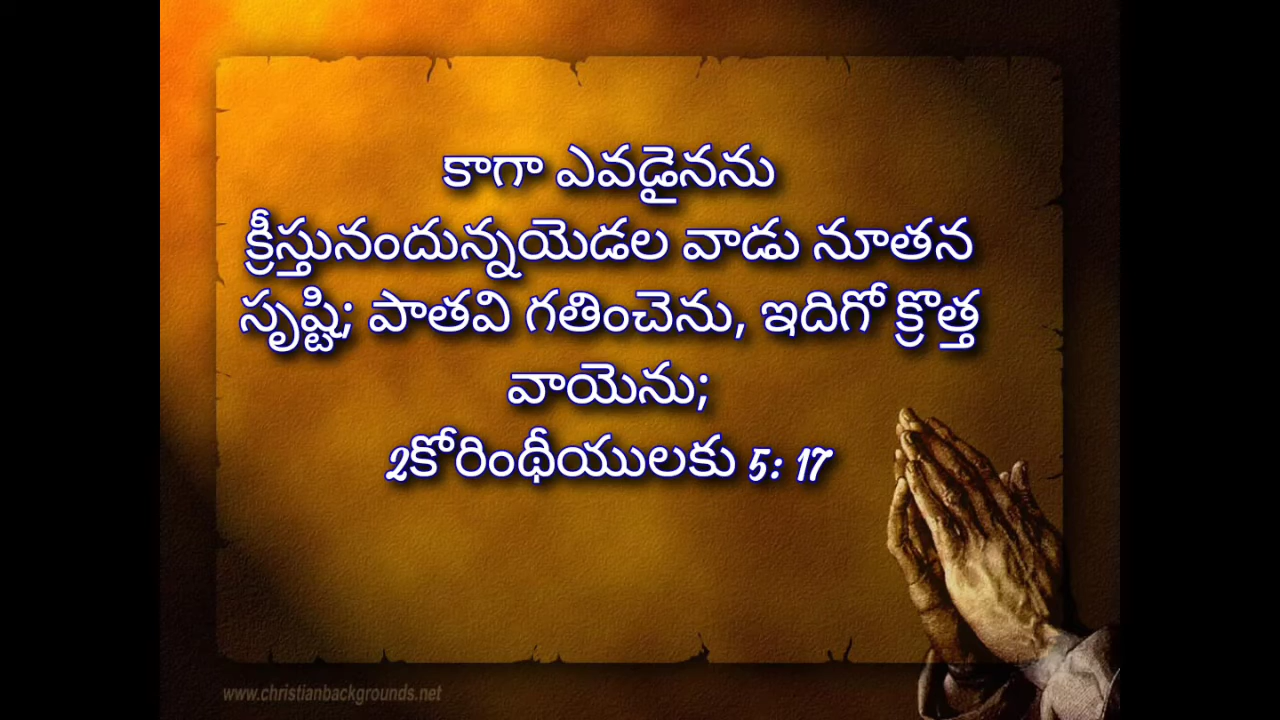 కాగా ఎవడైనను
క్రీస్తునందున్నయెడల వాడు నూతన
సృష్టి; పాతవి గతించెను, ఇదిగో క్రొత్త
వాయెను;
2కోరింథీయులకు 5: 17
www.christianbackgrounds.net